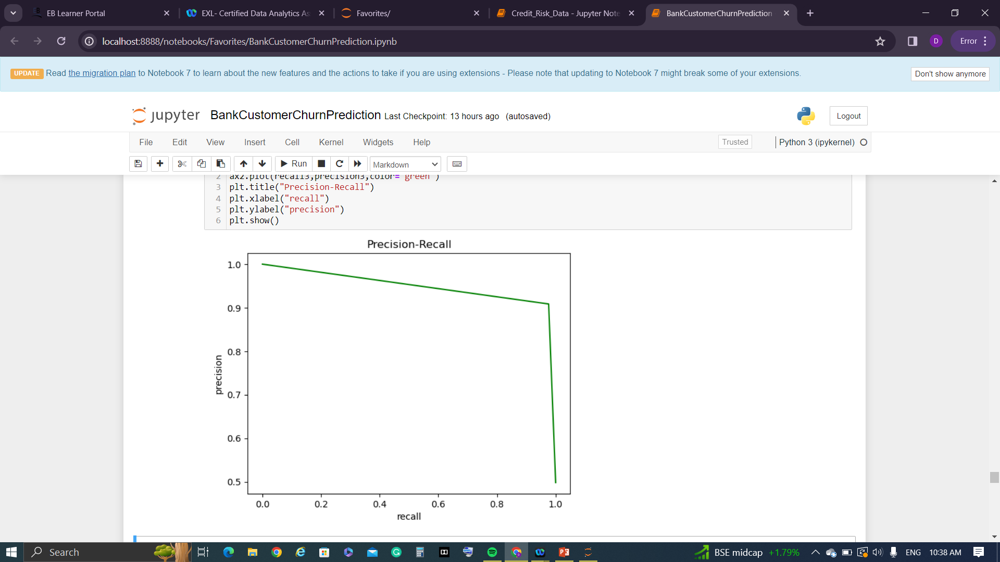 EB Learner Portal
EXL- Certified Data Analytics As
Favorites/
Credit_Risk_Data - Jupyter Note
BankCustomerChurnPrediction
localhost:8888/notebooks/Favorites/BankCustomerChurnPrediction.ipynb
D
Error
UPDATE Read the migration plan to Notebook 7 to learn about the new features and the actions to take if you are using extensions - Please note that updating to Notebook 7 might break some of your extensions.
Don't show anymore
jupyter BankCustomerChurnPrediction Last Checkpoint: 13 hours ago (autosaved)
Logout
File Edit View Insert Cell Kernel Widgets Help
Trusted
Python 3 (ipykernel)
Run
Markdown
2 ax2.plot(recall3,precision3,color='green')
3 plt.title("Precision-Recall")
4 plt.xlabel("recall")
5 plt.ylabel("precision")
6 plt.show()
Precision-Recall
1.0
0.9
0.8
0.7
0.6
0.5
precision
0.0 0.2 0.4 0.6 0.8 1.0
recall
Search
BSE midcap +1.79%
ENG
10:38 AM